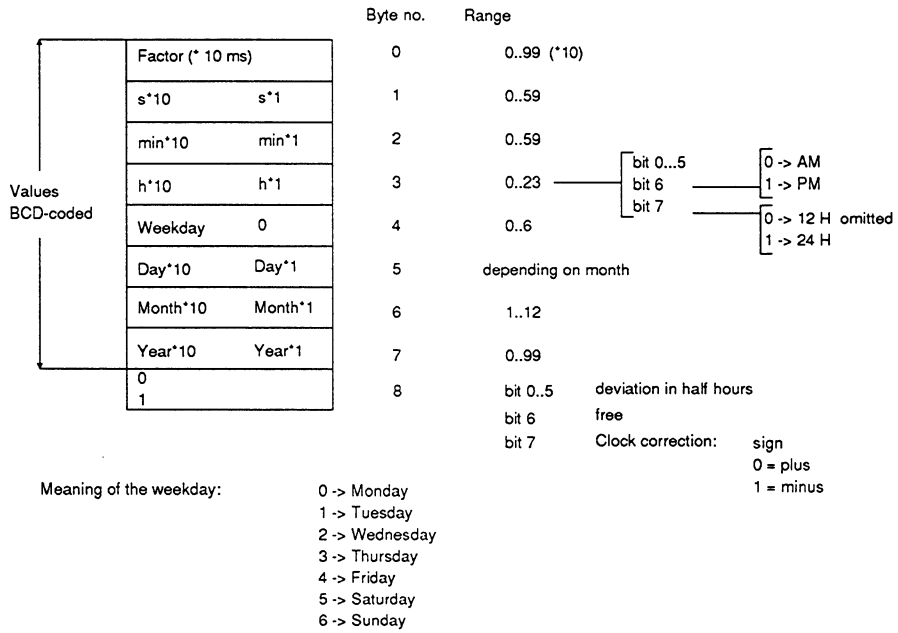 Byte no. Range
Factor (* 10 ms) 0 0..99 (*10)
s*10 s*1 1 0..59
min*10 min*1 2 0..59
h*10 h*1 3 0..23 bit 0...5 0 -> AM
bit 6 1 -> PM
bit 7 0 -> 12 H omitted
1 -> 24 H
Values
BCD-coded
Weekday 0 4 0..6
Day*10 Day*1 5 depending on month
Month*10 Month*1 6 1..12
Year*10 Year*1 7 0..99
0
1
8 bit 0..5 deviation in half hours
bit 6 free
bit 7 Clock correction: sign
0 = plus
1 = minus
Meaning of the weekday: 0 -> Monday
1 -> Tuesday
2 -> Wednesday
3 -> Thursday
4 -> Friday
5 -> Saturday
6 -> Sunday